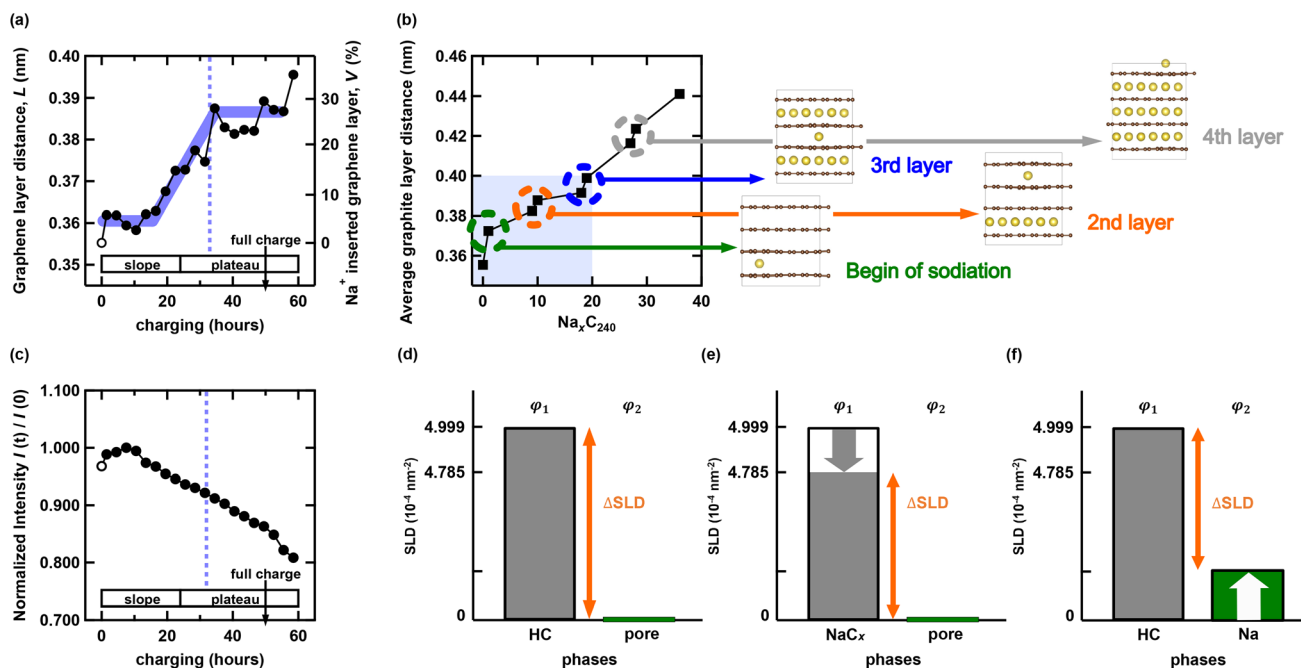 (a)
Graphene layer distance, L (nm)
0.40
0.39
0.38
0.37
0.36
0.35
30
20
10
0
Na⁺ inserted graphene layer, V (%)
full charge
slope
plateau
0
20
40
60
charging (hours)
(b)
Average graphite layer distance (nm)
0.46
0.44
0.42
0.40
0.38
0.36
0
10
20
30
40
NaₓC₂₄₀
4th layer
3rd layer
2nd layer
Begin of sodiation
(c)
Normalized Intensity I (t) / I (0)
1.100
1.000
0.900
0.800
0.700
full charge
slope
plateau
0
20
40
60
charging (hours)
(d)
SLD (10⁻⁴ nm⁻²)
φ₁
φ₂
4.999
4.785
ΔSLD
0
HC
pore
phases
(e)
SLD (10⁻⁴ nm⁻²)
φ₁
φ₂
4.999
4.785
ΔSLD
0
NaCₓ
pore
phases
(f)
SLD (10⁻⁴ nm⁻²)
φ₁
φ₂
4.999
4.785
ΔSLD
0
HC
Na
phases